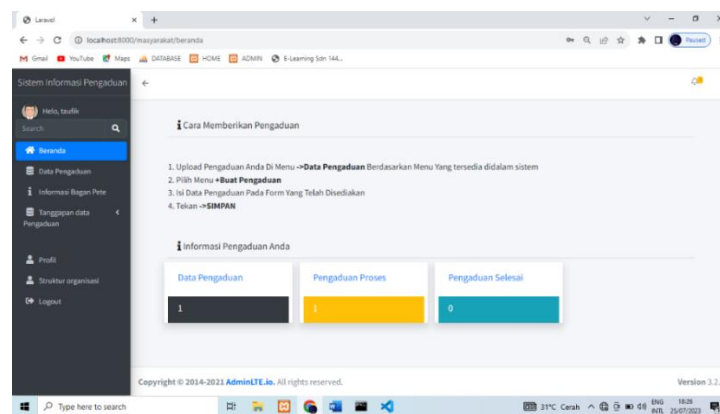 Laravel
localhost:8000/masyarakat/beranda
Paused
Gmail YouTube Maps DATABASE HOME ADMIN E-Learning Sdn 144...
Sistem Informasi Pengaduan
Helo, taufik
Search
Beranda
Data Pengaduan
Informasi Bagan Pete
Tanggapan data
Pengaduan
Profil
Struktur organisasi
Logout
Cara Memberikan Pengaduan
1. Upload Pengaduan Anda Di Menu ->Data Pengaduan Berdasarkan Menu Yang tersedia didalam sistem
2. Pilih Menu +Buat Pengaduan
3. Isi Data Pengaduan Pada Form Yang Telah Disediakan
4. Tekan ->SIMPAN
Informasi Pengaduan Anda
Data Pengaduan Pengaduan Proses Pengaduan Selesai
1 1 0
Copyright © 2014-2021 AdminLTE.io. All rights reserved. Version 3.2.
Type here to search
31°C Cerah
ENG 18:26
INTL 25/07/2023